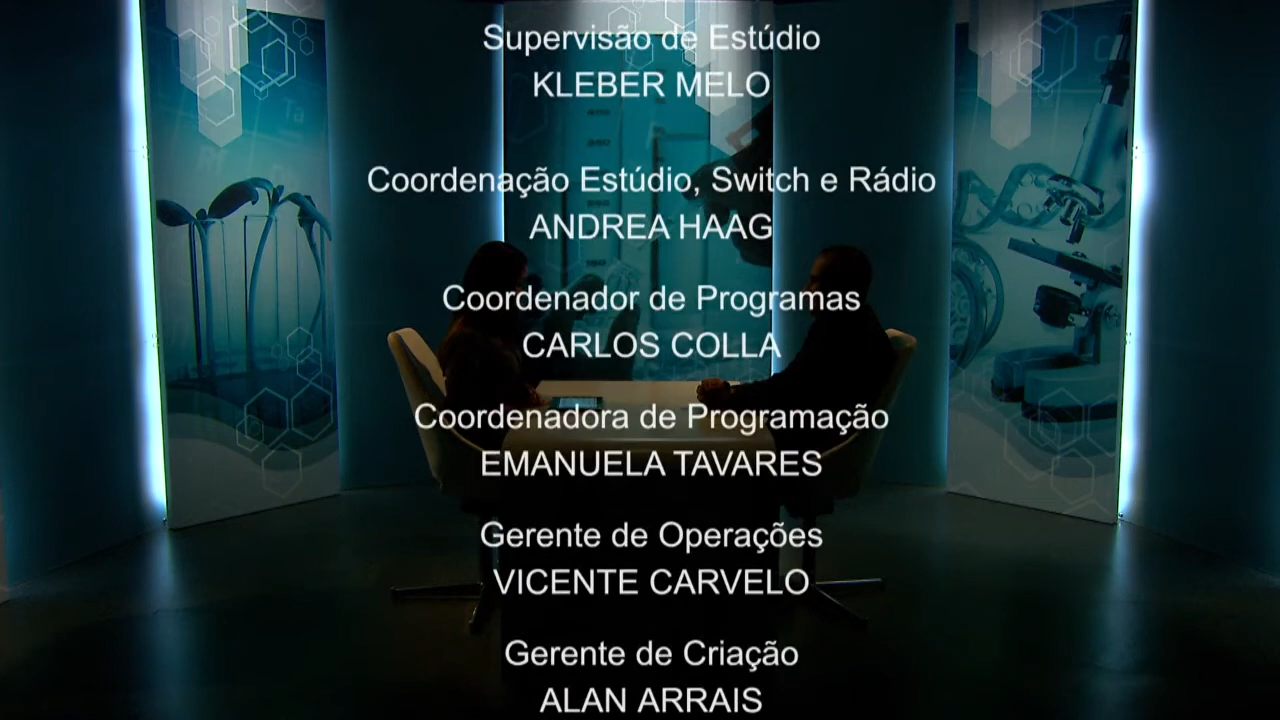 Supervisão de Estúdio
KLEBER MELO
Coordenação Estúdio, Switch e Rádio
ANDREA HAAG
Coordenador de Programas
CARLOS COLLA
Coordenadora de Programação
EMANUELA TAVARES
Gerente de Operações
VICENTE CARVELO
Gerente de Criação
ALAN ARRAIS